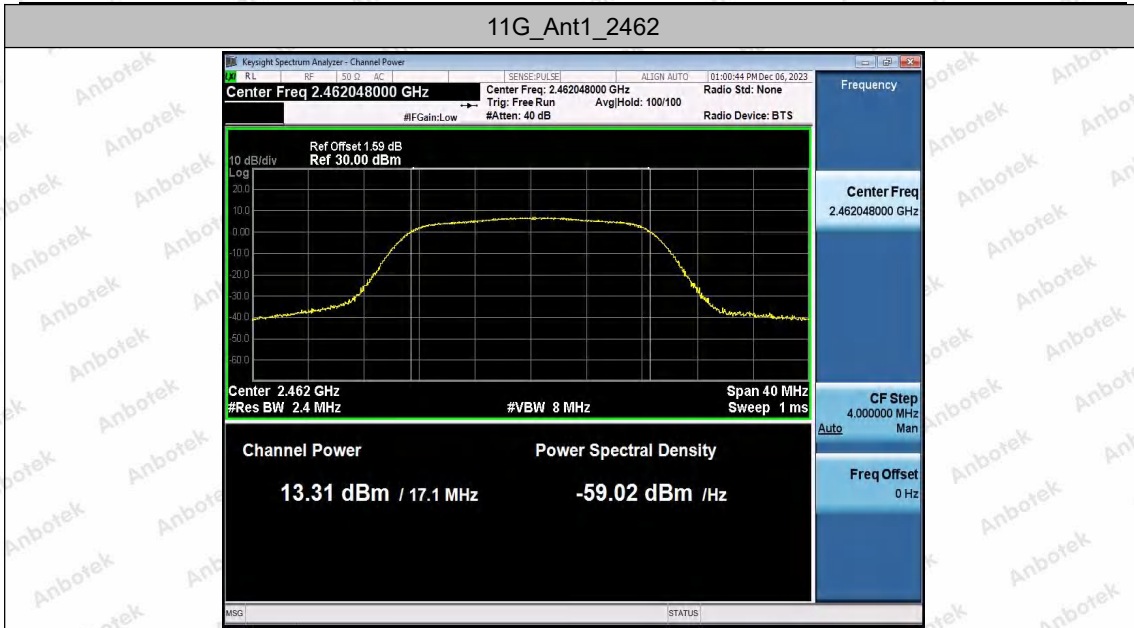 11G_Ant1_2462
Keysight Spectrum Analyzer - Channel Power
LXI RL RF 50 Ω AC SENSE:PULSE ALIGN AUTO 01:00:44 PM Dec 06, 2023
Center Freq 2.462048000 GHz
Center Freq: 2.462048000 GHz Radio Std: None
Trig: Free Run Avg|Hold: 100/100
#IFGain:Low #Atten: 40 dB Radio Device: BTS
Ref Offset 1.59 dB
10 dB/div Ref 30.00 dBm
Log
20.0
10.0
0.00
-10.0
-20.0
-30.0
-40.0
-50.0
-60.0
Center 2.462 GHz Span 40 MHz
#Res BW 2.4 MHz #VBW 8 MHz Sweep 1 ms
Channel Power Power Spectral Density
13.31 dBm / 17.1 MHz -59.02 dBm /Hz
MSG STATUS
Frequency
Center Freq
2.462048000 GHz
CF Step
4.000000 MHz
Auto Man
Freq Offset
0 Hz
Anbotek